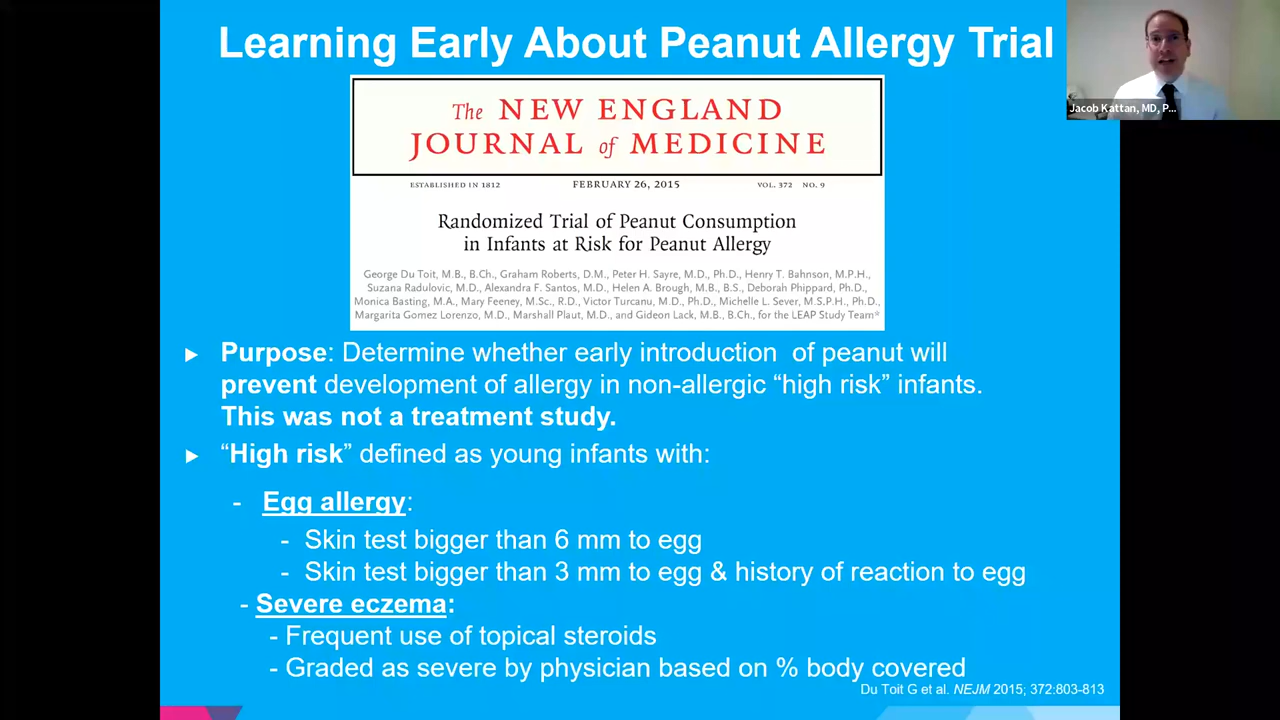 Learning Early About Peanut Allergy Trial
Jacob Kattan, MD, P...
The NEW ENGLAND
JOURNAL of MEDICINE
ESTABLISHED IN 1812 FEBRUARY 26, 2015 VOL. 372 NO. 9
Randomized Trial of Peanut Consumption
in Infants at Risk for Peanut Allergy
George Du Toit, M.B., B.Ch., Graham Roberts, D.M., Peter H. Sayre, M.D., Ph.D., Henry T. Bahnson, M.P.H.,
Suzana Radulovic, M.D., Alexandra F. Santos, M.D., Helen A. Brough, M.B., B.S., Deborah Phippard, Ph.D.,
Monica Basting, M.A., Mary Feeney, M.Sc., R.D., Victor Turcanu, M.D., Ph.D., Michelle L. Sever, M.S.P.H., Ph.D.,
Margarita Gomez Lorenzo, M.D., Marshall Plaut, M.D., and Gideon Lack, M.B., B.Ch., for the LEAP Study Team*
► Purpose: Determine whether early introduction of peanut will
prevent development of allergy in non-allergic “high risk” infants.
This was not a treatment study.
► “High risk” defined as young infants with:
- Egg allergy:
- Skin test bigger than 6 mm to egg
- Skin test bigger than 3 mm to egg & history of reaction to egg
- Severe eczema:
- Frequent use of topical steroids
- Graded as severe by physician based on % body covered
Du Toit G et al. NEJM 2015; 372:803-813